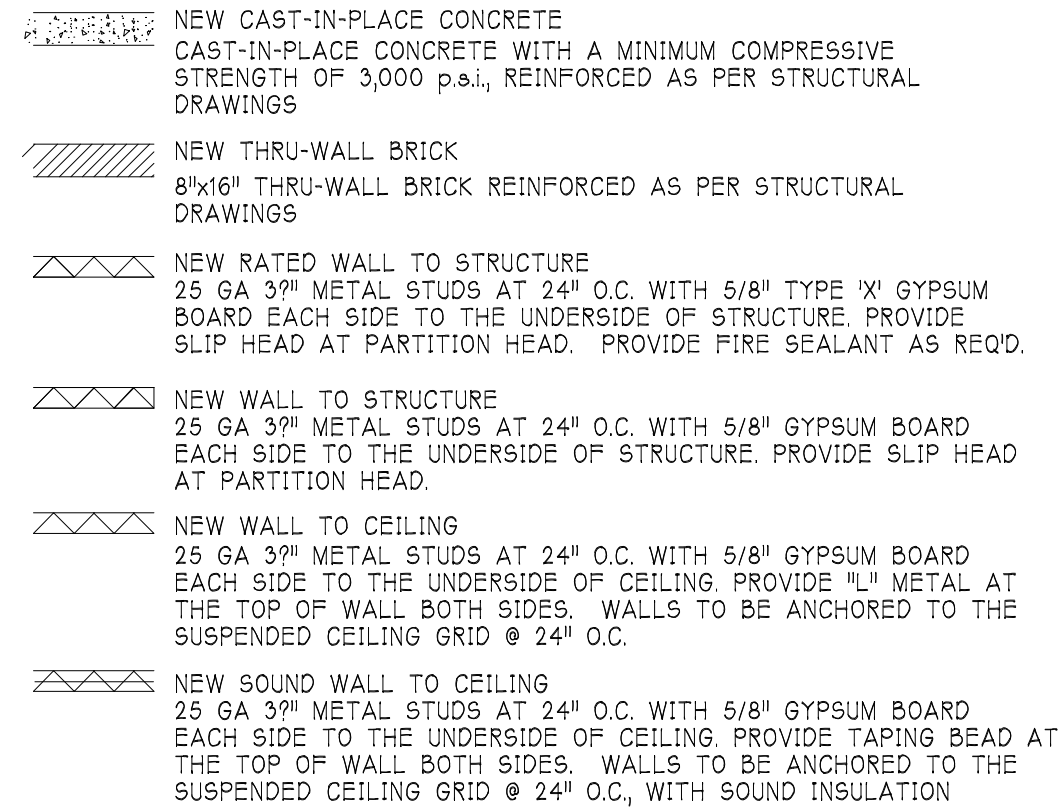 NEW CAST-IN-PLACE CONCRETE
CAST-IN-PLACE CONCRETE WITH A MINIMUM COMPRESSIVE
STRENGTH OF 3,000 p.s.i., REINFORCED AS PER STRUCTURAL
DRAWINGS
NEW THRU-WALL BRICK
8"x16" THRU-WALL BRICK REINFORCED AS PER STRUCTURAL
DRAWINGS
NEW RATED WALL TO STRUCTURE
25 GA 3?" METAL STUDS AT 24" O.C. WITH 5/8" TYPE 'X' GYPSUM
BOARD EACH SIDE TO THE UNDERSIDE OF STRUCTURE. PROVIDE
SLIP HEAD AT PARTITION HEAD.  PROVIDE FIRE SEALANT AS REQ'D.
NEW WALL TO STRUCTURE
25 GA 3?" METAL STUDS AT 24" O.C. WITH 5/8" GYPSUM BOARD
EACH SIDE TO THE UNDERSIDE OF STRUCTURE. PROVIDE SLIP HEAD
AT PARTITION HEAD.
NEW WALL TO CEILING
25 GA 3?" METAL STUDS AT 24" O.C. WITH 5/8" GYPSUM BOARD
EACH SIDE TO THE UNDERSIDE OF CEILING. PROVIDE "L" METAL AT
THE TOP OF WALL BOTH SIDES.  WALLS TO BE ANCHORED TO THE
SUSPENDED CEILING GRID @ 24" O.C.
NEW SOUND WALL TO CEILING
25 GA 3?" METAL STUDS AT 24" O.C. WITH 5/8" GYPSUM BOARD
EACH SIDE TO THE UNDERSIDE OF CEILING. PROVIDE TAPING BEAD AT
THE TOP OF WALL BOTH SIDES.  WALLS TO BE ANCHORED TO THE
SUSPENDED CEILING GRID @ 24" O.C., WITH SOUND INSULATION